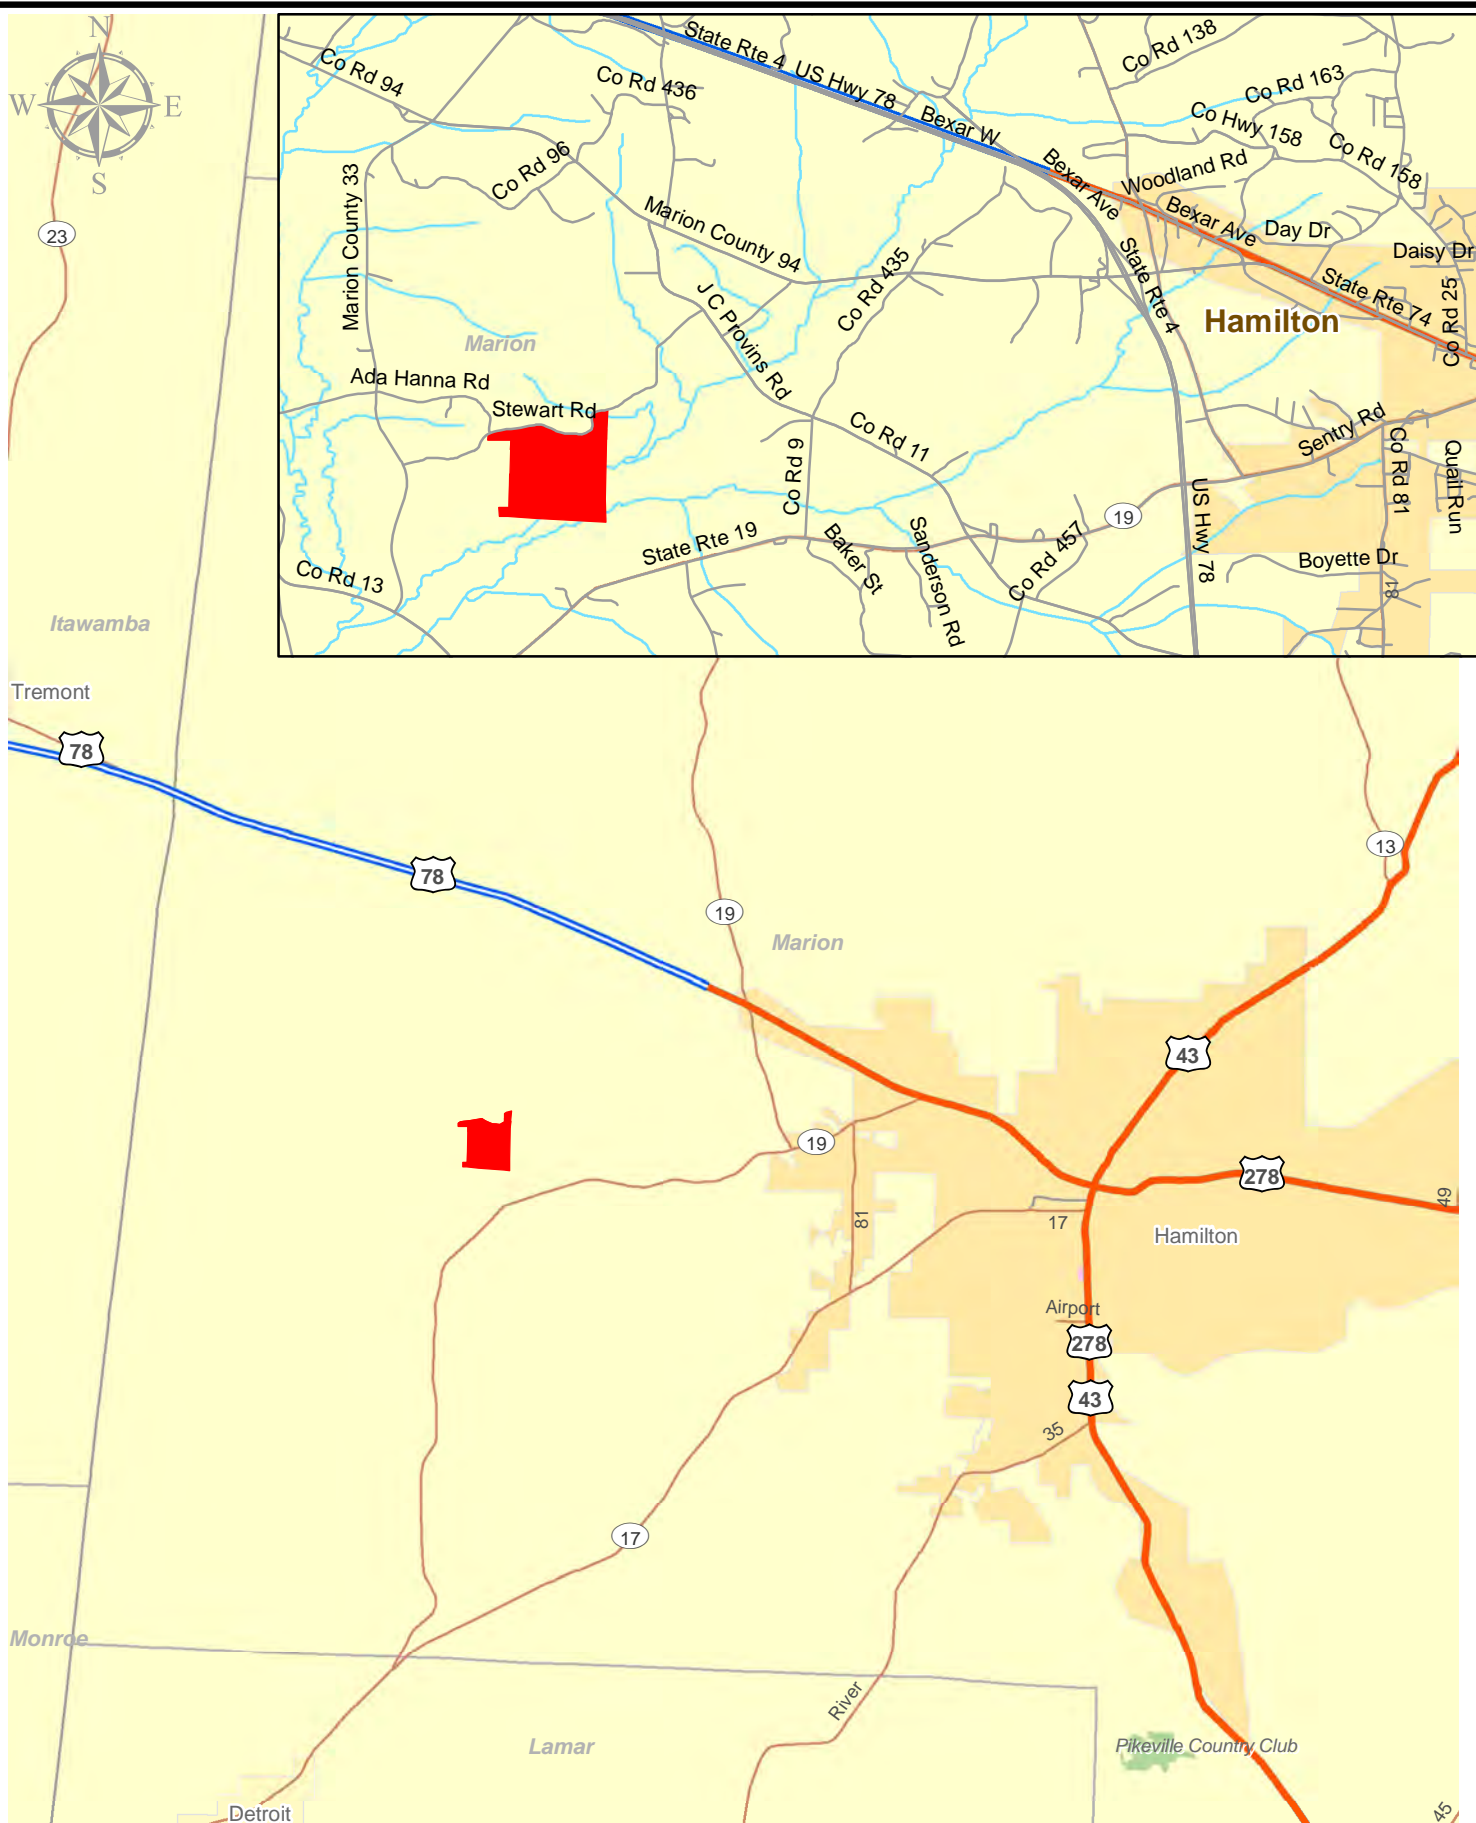 N
W E
S
State Rte 4 US Hwy 78
Co Rd 138
Co Rd 94
Co Rd 436
Co Rd 163
Bexar W
Co Hwy 158
Co Rd 158
Co Rd 96
Bexar Ave
Woodland Rd
Marion County 33
Marion County 94
Bexar Ave
Day Dr
Daisy Dr
23
Co Rd 435
State Rte 4
State Rte 74
Co Rd 25
J C Provins Rd
Hamilton
Marion
Ada Hanna Rd
Stewart Rd
Co Rd 11
Sentry Rd
Co Rd 9
Co Rd 81
Quail Run
State Rte 19
19
US Hwy 78
Baker St
Sanderson Rd
Co Rd 457
Boyette Dr
Co Rd 13
81
Itawamba
Tremont
78
78
13
19
Marion
43
19
278
49
81
17
Hamilton
Airport
278
43
35
17
Monroe
River
Lamar
Pikeville Country Club
Detroit
45